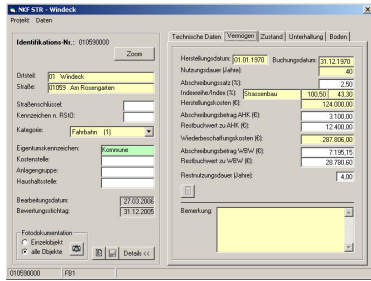 NKF STR - Windeck
Projekt Daten
Identifikations-Nr.: 010590000
Zoom
Ortsteil: 01 Windeck
Straße: 01059 Am Rosengarten
Straßenschlüssel:
Kennzeichen n. RStO:
Kategorie: Fahrbahn (1)
Eigentumskennzeichen: Kommune
Kostenstelle:
Anlagengruppe:
Haushaltstelle:
Bearbeitungsdatum: 27.03.2006
Bewertungsstichtag: 31.12.2005
Fotodokumentation
Einzelobjekt
alle Objekte
Details <<
Technische Daten Vermögen Zustand Unterhaltung Boden
Herstellungsdatum: 01.01.1970 Buchungsdatum: 31.12.1970
Nutzungsdauer (Jahre): 40
Abschreibungssatz (%): 2,50
Indexreihe/Index (%): Strassenbau 100,50 43,30
Herstellungskosten (€): 124.000,00
Abschreibungsbetrag AHK (€): 3.100,00
Restbuchwert zu AHK (€): 12.400,00
Wiederbeschaffungskosten (€): 287.806,00
Abschreibungsbetrag WBW (€): 7.195,15
Restbuchwert zu WBW (€): 28.780,60
Restnutzungsdauer (Jahre): 4,00
Bemerkung:
010590000 FB1